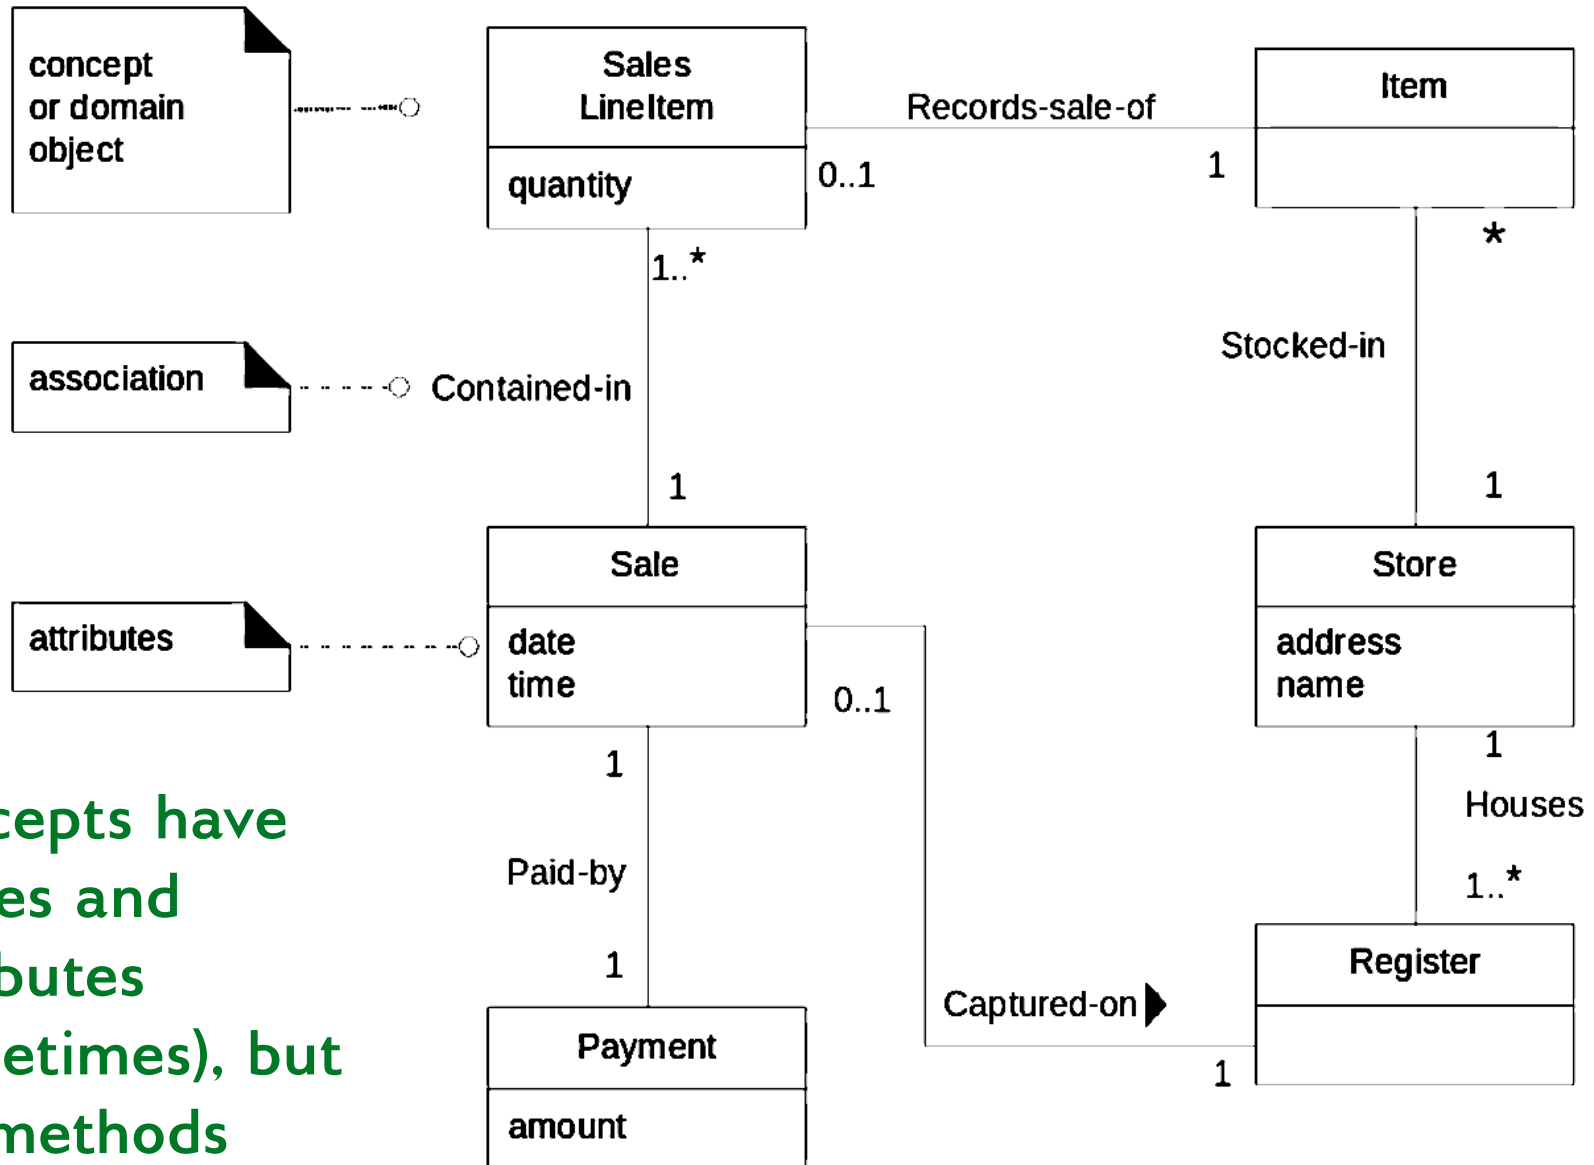 concept
or domain
object
Sales
LineItem
quantity
Records-sale-of
0..1
1
Item
1..*
*
association
Contained-in
Stocked-in
1
1
attributes
Sale
date
time
0..1
Store
address
name
1
1
Houses
cepts have
es and
butes
etimes), but
methods
Paid-by
1..*
1
Captured-on
1
Register
Payment
amount